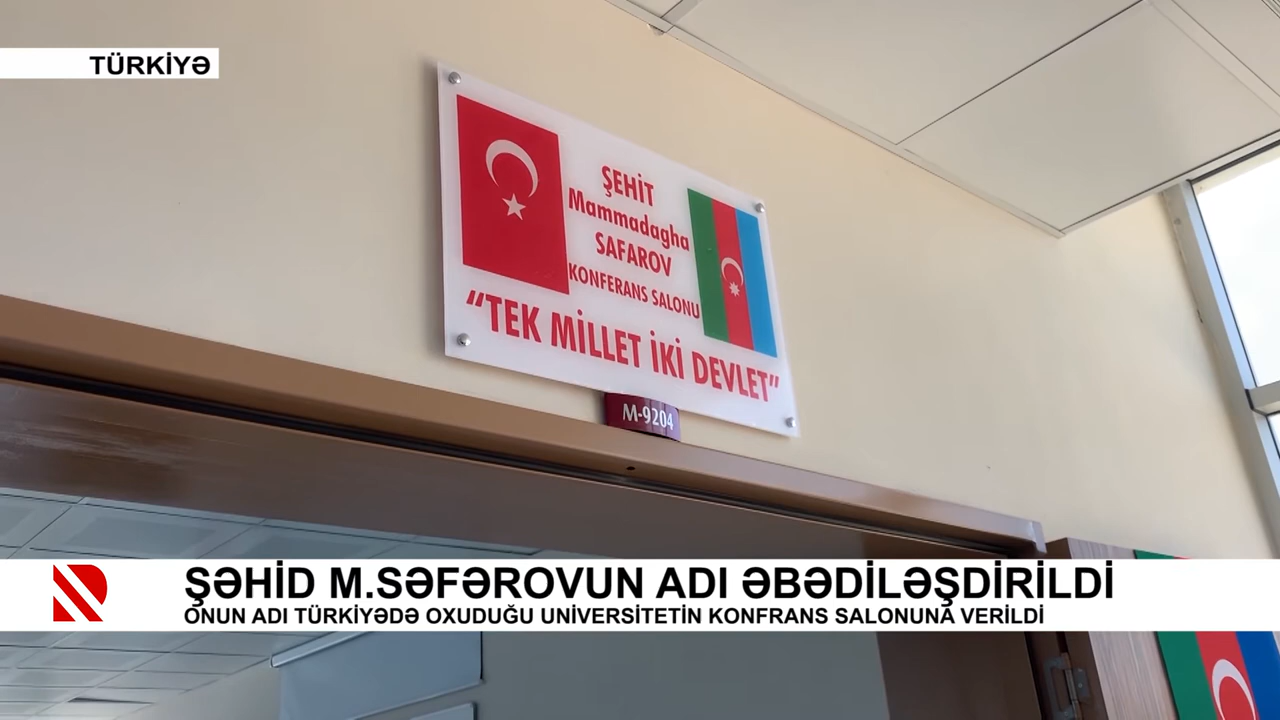 TÜRKİYƏ
ŞEHİT
Mammadagha
SAFAROV
KONFERANS SALONU
“TEK MİLLET İKİ DEVLET”
M-9204
ŞƏHİD M.SƏFƏROVUN ADI ƏBƏDİLƏŞDİRİLDİ
ONUN ADI TÜRKİYƏDƏ OXUDUĞU UNİVERSİTETİN KONFRANS SALONUNA VERİLDİ